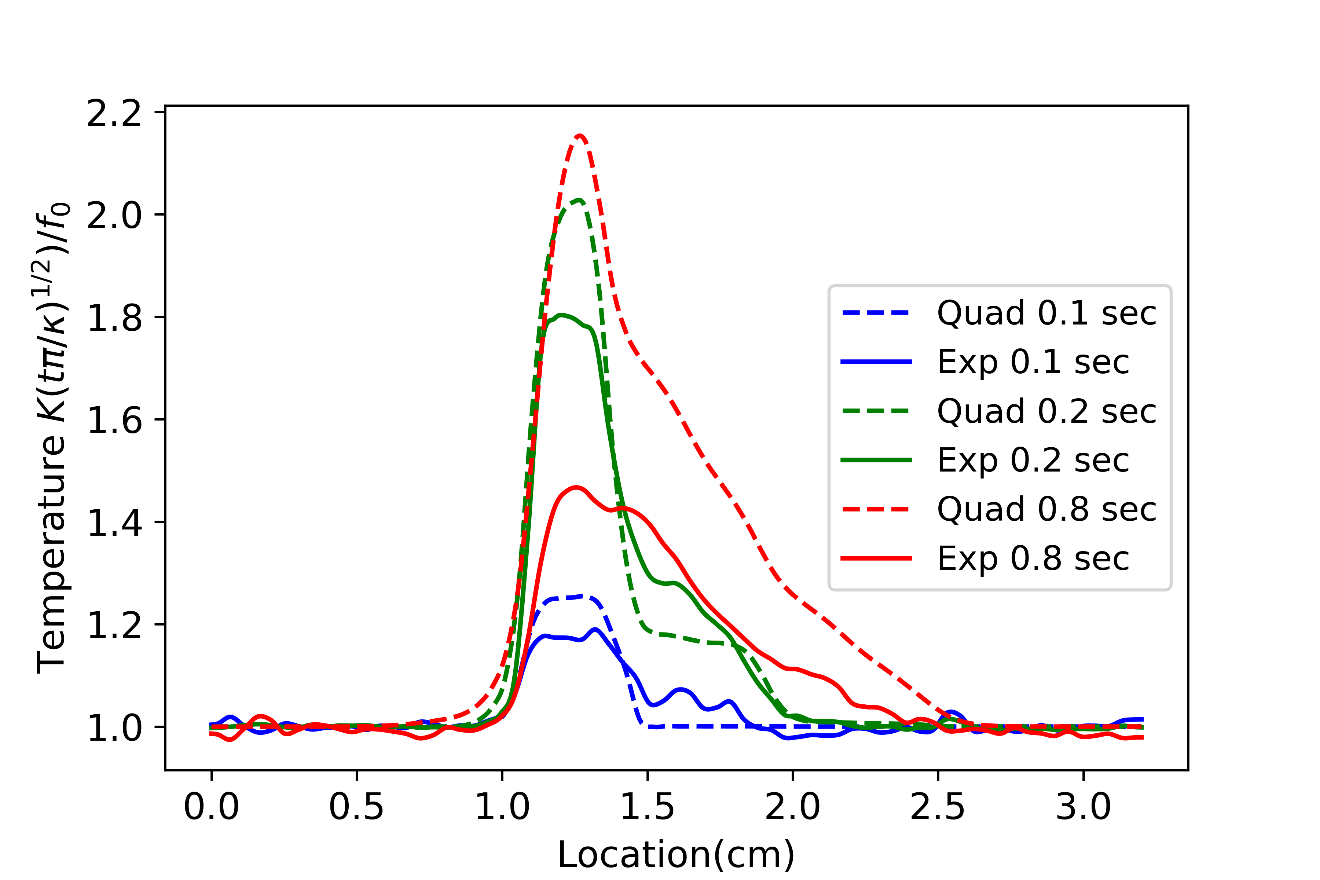 Temperature K(tπ/κ)^{1/2})/f_0
2.2
2.0
1.8
1.6
1.4
1.2
1.0
Quad 0.1 sec
Exp 0.1 sec
Quad 0.2 sec
Exp 0.2 sec
Quad 0.8 sec
Exp 0.8 sec
0.0 0.5 1.0 1.5 2.0 2.5 3.0
Location(cm)